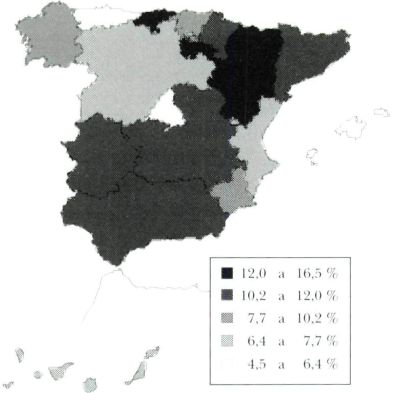 12,0 a 16,5 %
10,2 a 12,0 %
7,7 a 10,2 %
6,4 a 7,7 %
4,5 a 6,4 %